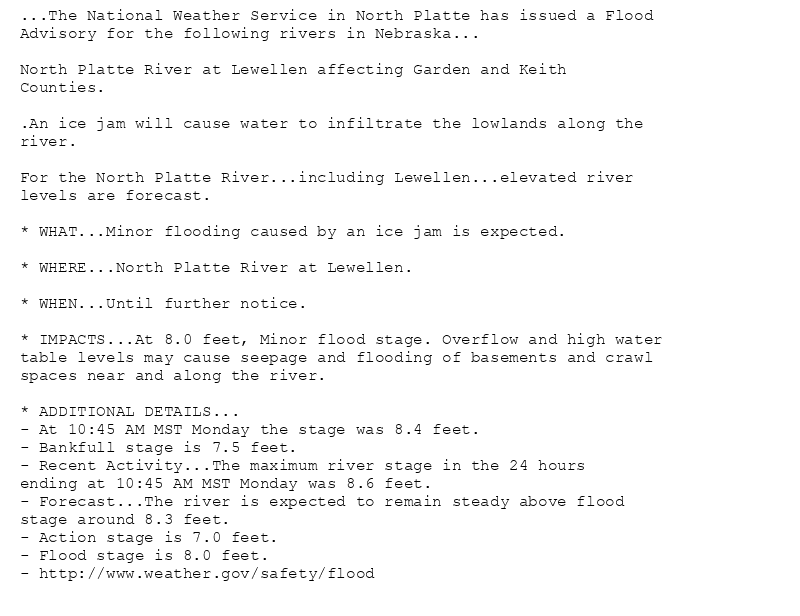 ...The National Weather Service in North Platte has issued a Flood
Advisory for the following rivers in Nebraska...
North Platte River at Lewellen affecting Garden and Keith
Counties.
.An ice jam will cause water to infiltrate the lowlands along the
river.
For the North Platte River...including Lewellen...elevated river
levels are forecast.
* WHAT...Minor flooding caused by an ice jam is expected.
* WHERE...North Platte River at Lewellen.
* WHEN...Until further notice.
* IMPACTS...At 8.0 feet, Minor flood stage. Overflow and high water
table levels may cause seepage and flooding of basements and crawl
spaces near and along the river.
* ADDITIONAL DETAILS...
- At 10:45 AM MST Monday the stage was 8.4 feet.
- Bankfull stage is 7.5 feet.
- Recent Activity...The maximum river stage in the 24 hours
ending at 10:45 AM MST Monday was 8.6 feet.
- Forecast...The river is expected to remain steady above flood
stage around 8.3 feet.
- Action stage is 7.0 feet.
- Flood stage is 8.0 feet.
- http://www.weather.gov/safety/flood